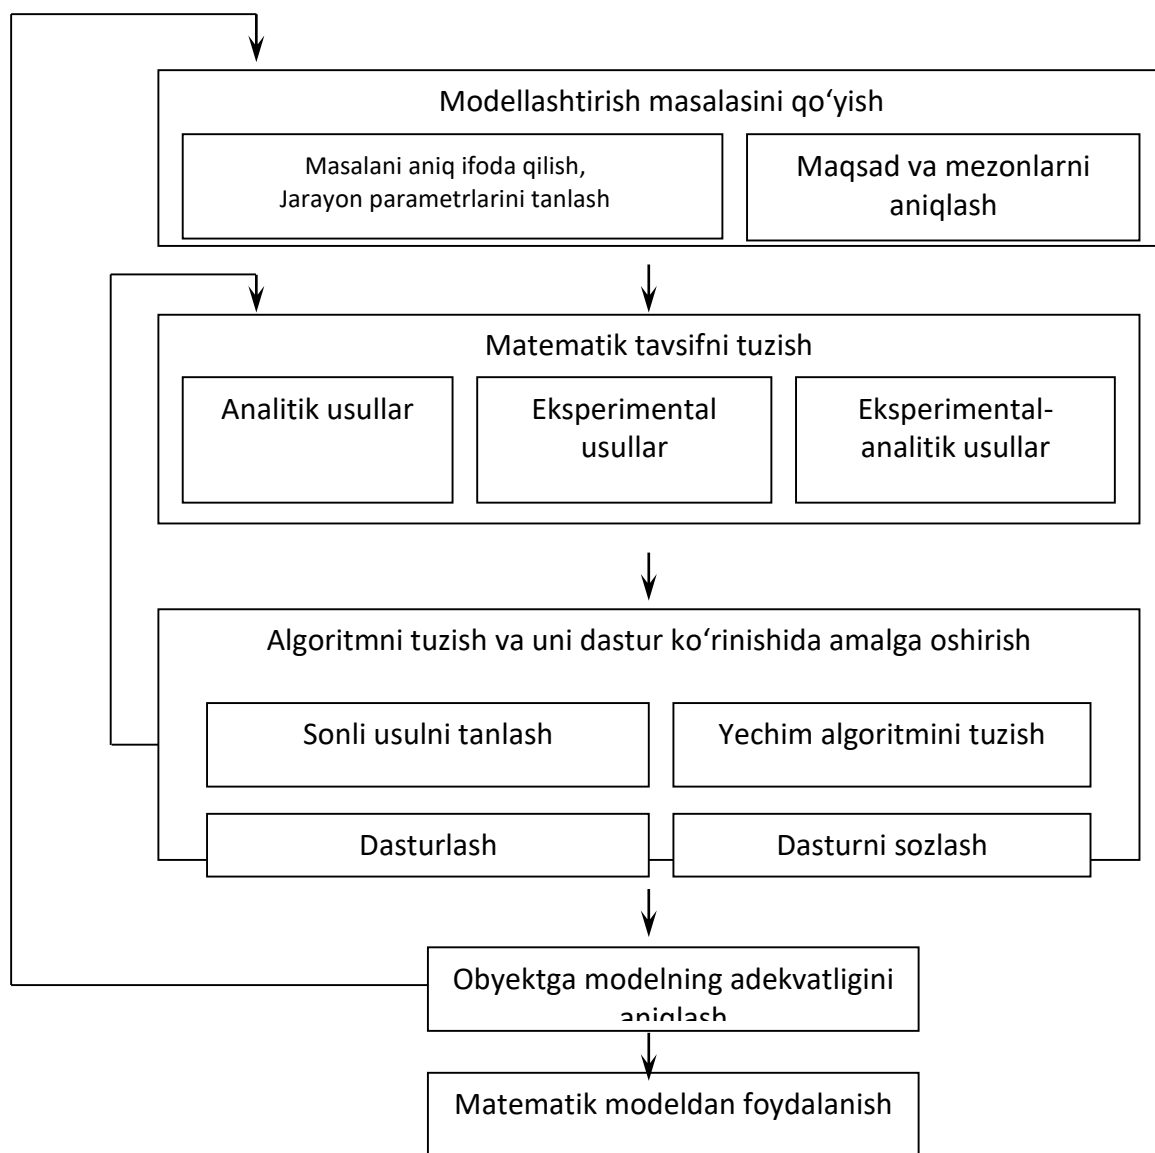 Modellashtirish masalasini qo‘yish
Masalani aniq ifoda qilish,
Jarayon parametrlarini tanlash
Maqsad va mezonlarni
aniqlash
Matematik tavsifni tuzish
Analitik usullar
Eksperimental
usullar
Eksperimental-
analitik usullar
Algoritmni tuzish va uni dastur ko‘rinishida amalga oshirish
Sonli usulni tanlash
Yechim algoritmini tuzish
Dasturlash
Dasturni sozlash
Obyektga modelning adekvatligini
aniqlash
Matematik modeldan foydalanish